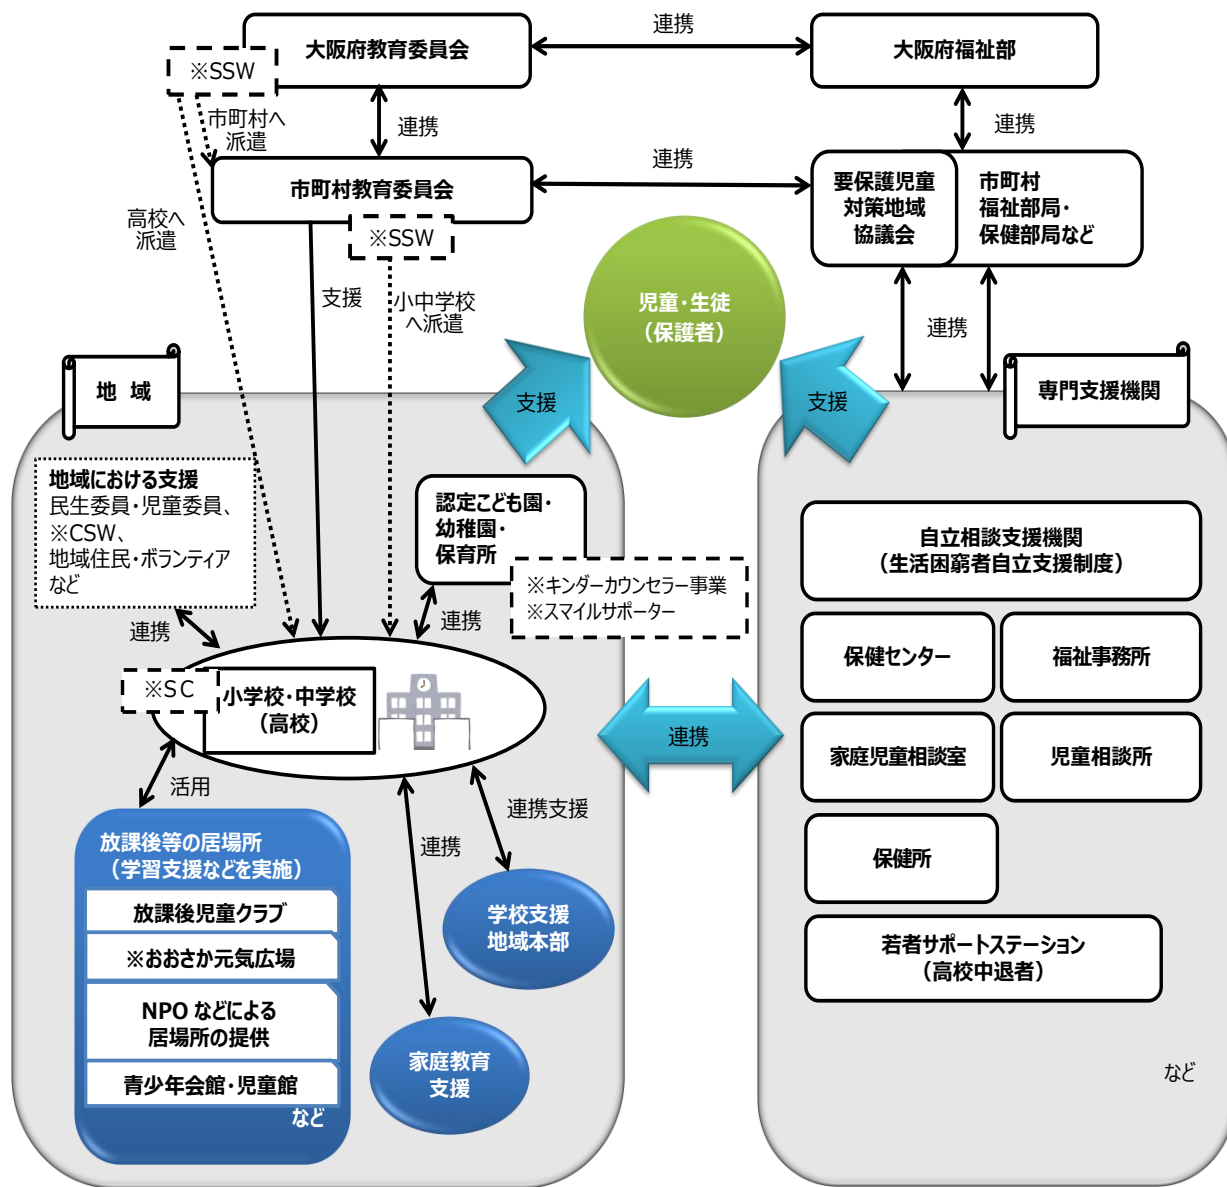 大阪府教育委員会
連携
大阪府福祉部
※SSW
市町村へ
派遣
連携
連携
連携
市町村教育委員会
要保護児童
対策地域
協議会
市町村
福祉部局・
保健部局など
高校へ
派遣
※SSW
支援
小中学校
へ派遣
児童・生徒
（保護者）
連携
地 域
支援
支援
専門支援機関
地域における支援
民生委員・児童委員、
※CSW、
地域住民・ボランティア
など
認定こども園・
幼稚園・
保育所
※キンダーカウンセラー事業
※スマイルサポーター
連携
連携
※SC
小学校・中学校
（高校）
連携
活用
連携
連携支援
放課後等の居場所
（学習支援などを実施）
放課後児童クラブ
※おおさか元気広場
NPO などによる
居場所の提供
青少年会館・児童館
など
学校支援
地域本部
家庭教育
支援
自立相談支援機関
（生活困窮者自立支援制度）
保健センター
福祉事務所
家庭児童相談室
児童相談所
保健所
若者サポートステーション
（高校中退者）
など